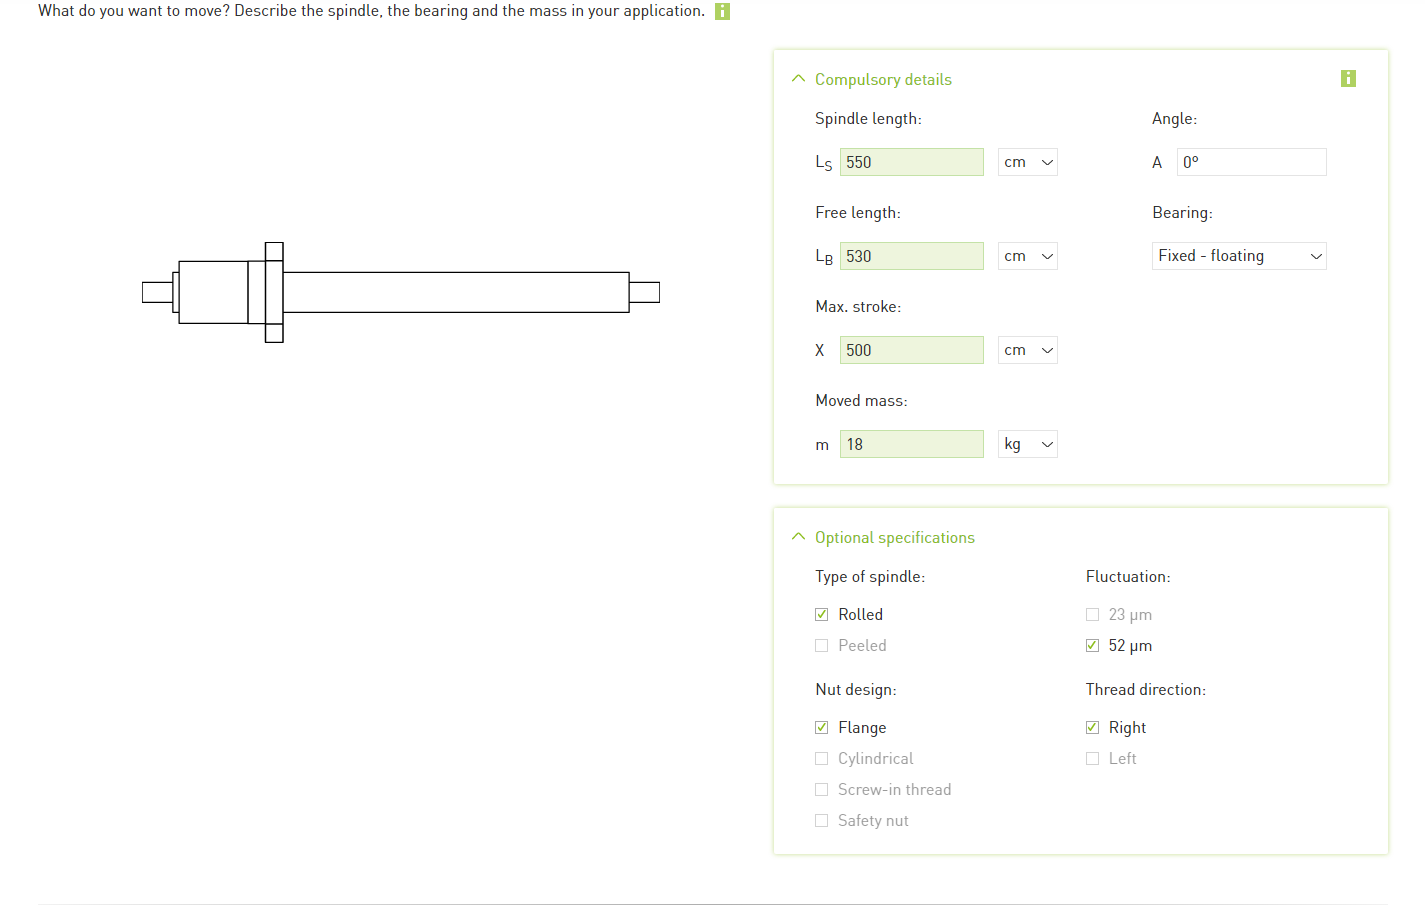 What do you want to move? Describe the spindle, the bearing and the mass in your application. i
Compulsory details i
Spindle length: Angle:
LS 550 cm A 0º
Free length: Bearing:
LB 530 cm Fixed - floating
Max. stroke:
X 500 cm
Moved mass:
m 18 kg
Optional specifications
Type of spindle: Fluctuation:
Rolled 23 µm
Peeled 52 µm
Nut design: Thread direction:
Flange Right
Cylindrical Left
Screw-in thread
Safety nut